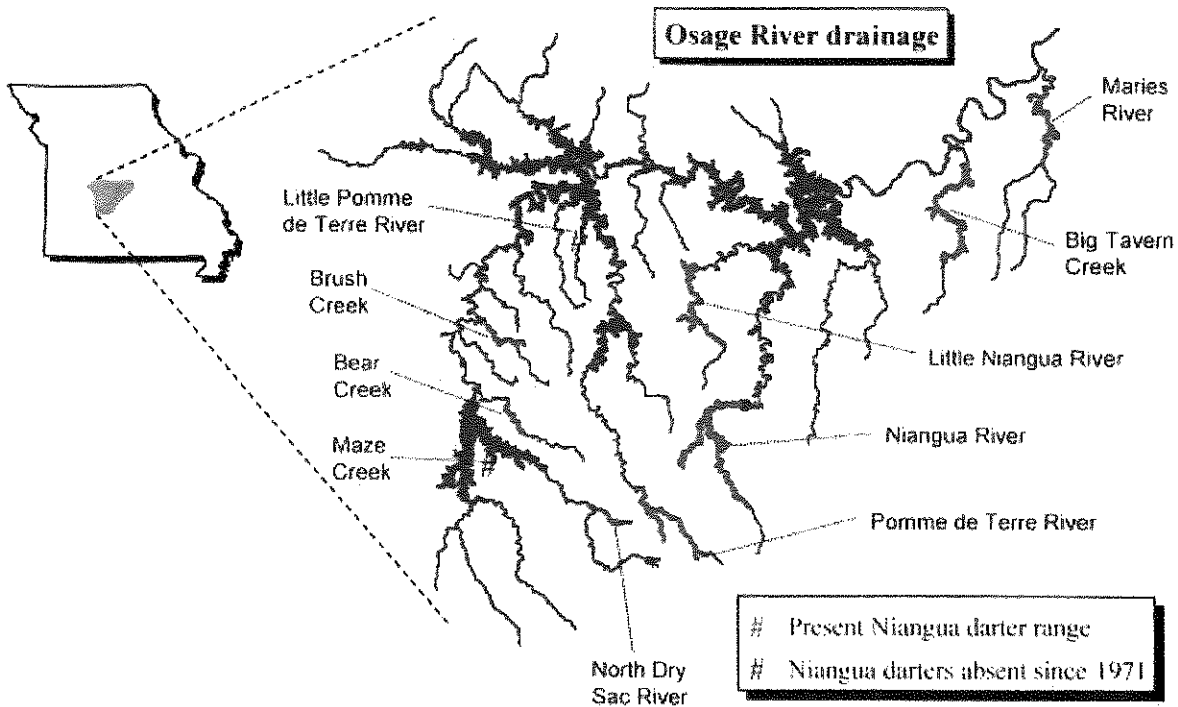 Osage River drainage
Maries
River
Little Pomme
de Terre River
Big Tavern
Creek
Brush
Creek
Little Niangua River
Bear
Creek
Niangua River
Maze
Creek
#
Pomme de Terre River
# Present Niangua darter range
# Niangua darters absent since 1971
North Dry
Sac River